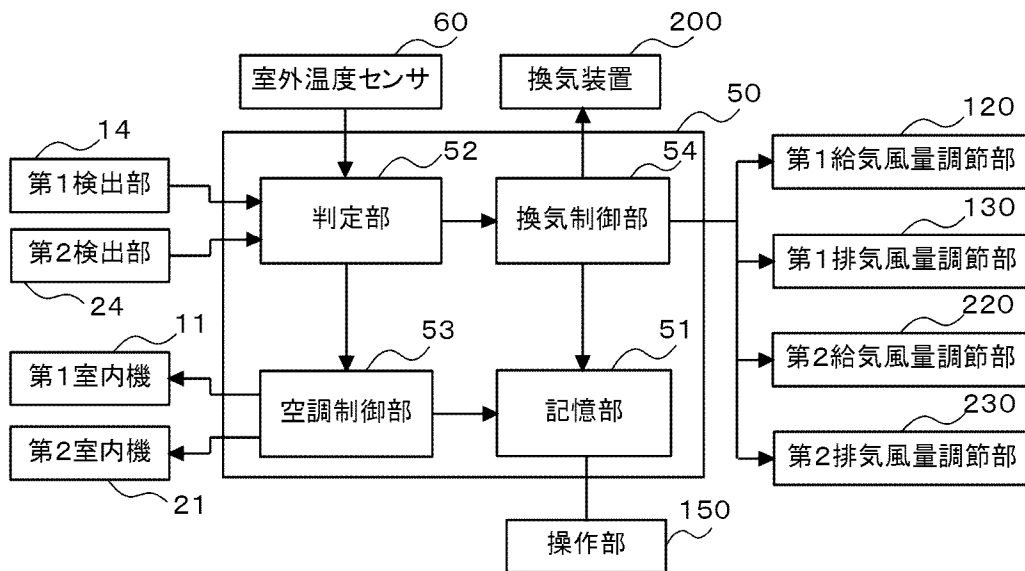 60
200
室外温度センサ
換気装置
50
14
52
54
120
第1検出部
判定部
換気制御部
第1給気風量調節部
130
第2検出部
第1排気風量調節部
24
11
53
51
220
第1室内機
空調制御部
記憶部
第2給気風量調節部
230
第2室内機
第2排気風量調節部
21
150
操作部